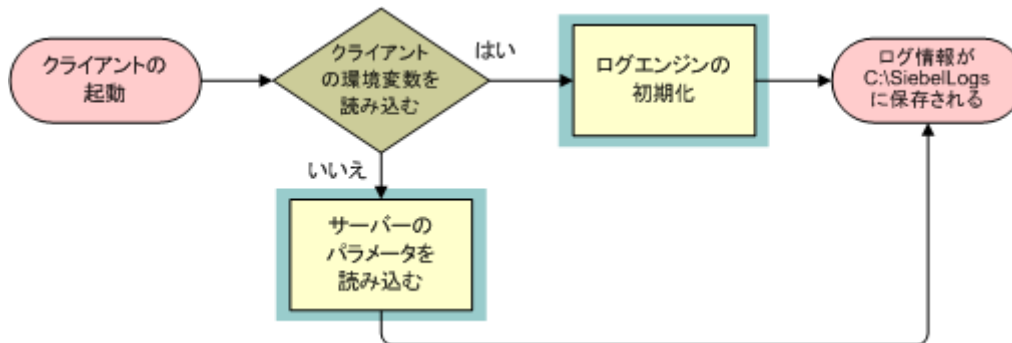 クライアントの
起動
クライアント
の環境変数を
読み込む
はい
ログエンジンの
初期化
ログ情報が
C:\SiebelLogs
に保存される
いいえ
サーバーの
パラメータを
読み込む